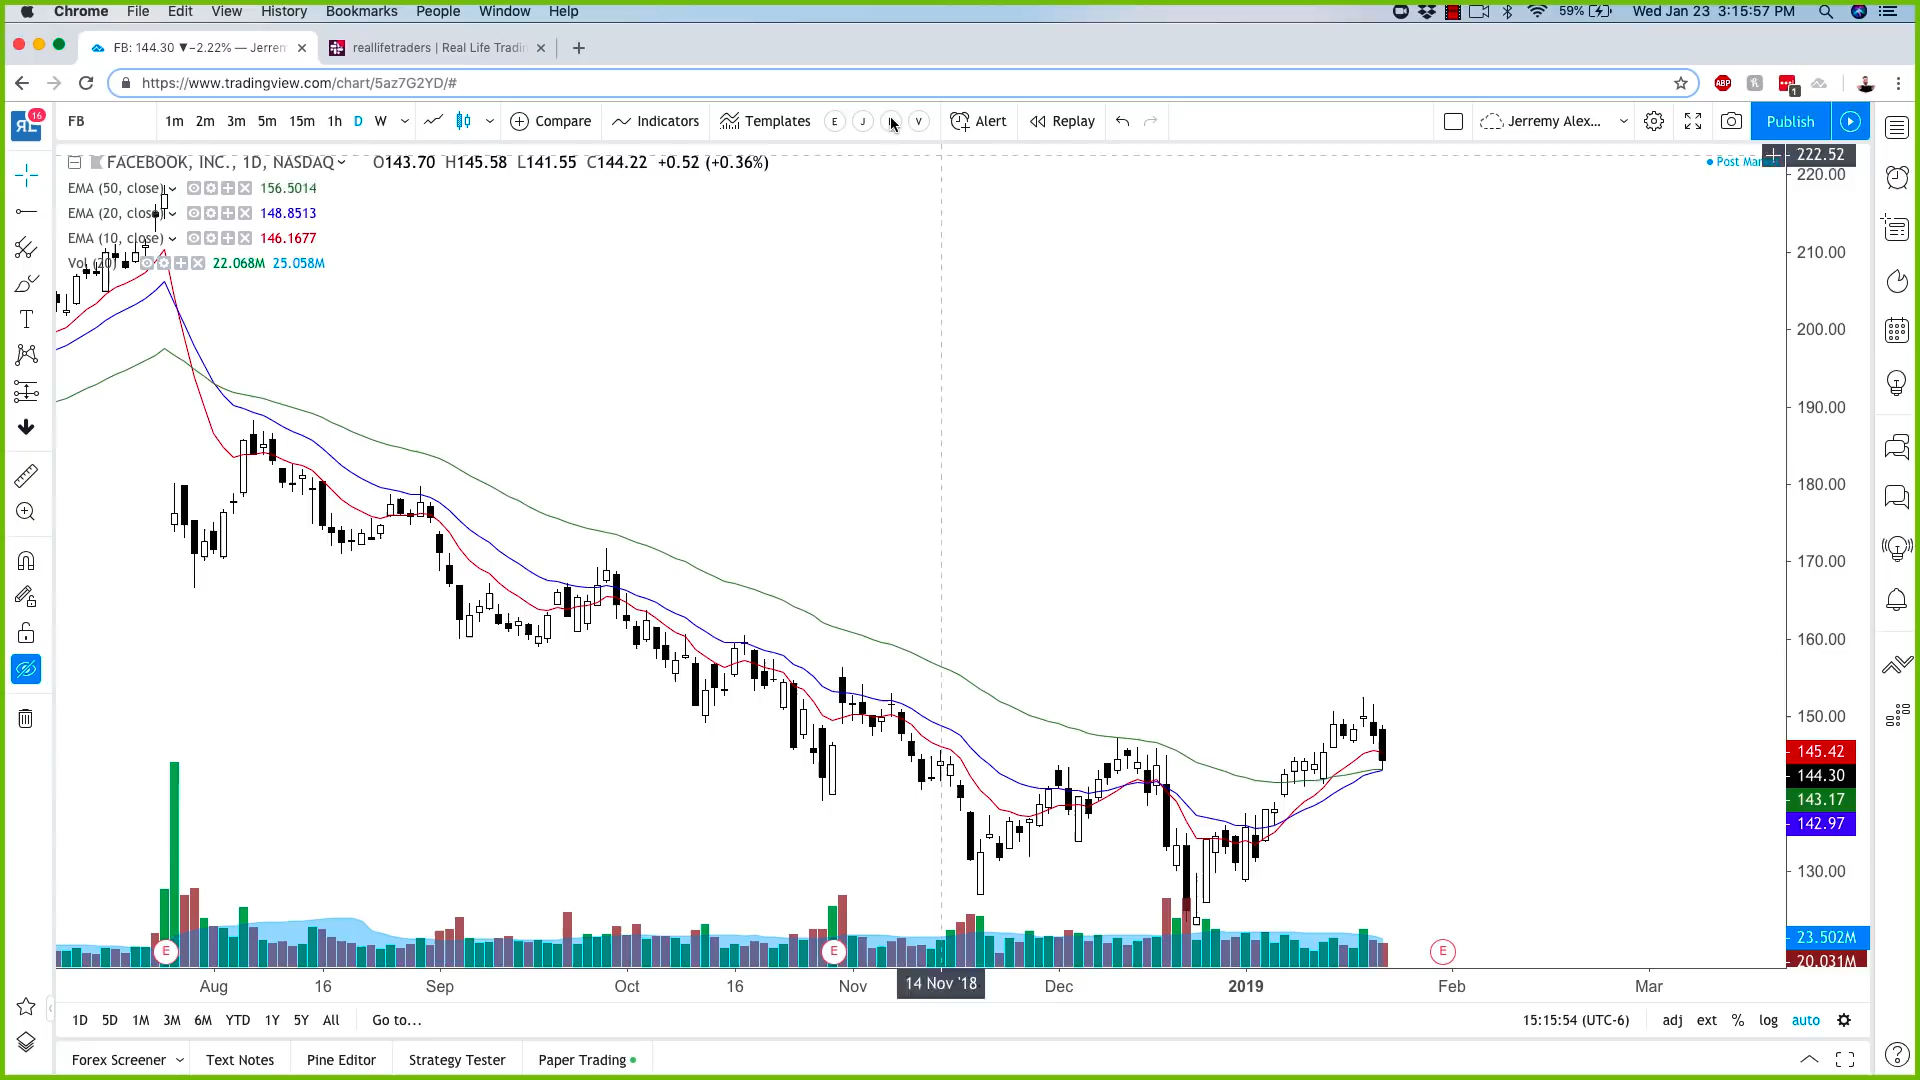 Chrome File Edit View History Bookmarks People Window Help 59% Wed Jan 23 3:15:57 PM
FB: 144.30 ▼−2.22% — Jerrem reallifetraders | Real Life Tradin
https://www.tradingview.com/chart/5az7G2YD/# ABP 1
16 FB 1m 2m 3m 5m 15m 1h D W Compare Indicators Templates E J V Alert Replay Jerremy Alex... Publish
FACEBOOK, INC., 1D, NASDAQ O143.70 H145.58 L141.55 C144.22 +0.52 (+0.36%)
Post Mar 222.52
220.00
EMA (50, close) 156.5014
EMA (20, close) 148.8513
EMA (10, close) 146.1677
Vol (20) 22.068M 25.058M
210.00
200.00
190.00
180.00
170.00
160.00
150.00
145.42
144.30
143.17
142.97
130.00
23.502M
20.031M
E E E
Aug 16 Sep Oct 16 Nov 14 Nov '18 Dec 2019 Feb Mar
1D 5D 1M 3M 6M YTD 1Y 5Y All Go to... 15:15:54 (UTC-6) adj ext % log auto
Forex Screener Text Notes Pine Editor Strategy Tester Paper Trading